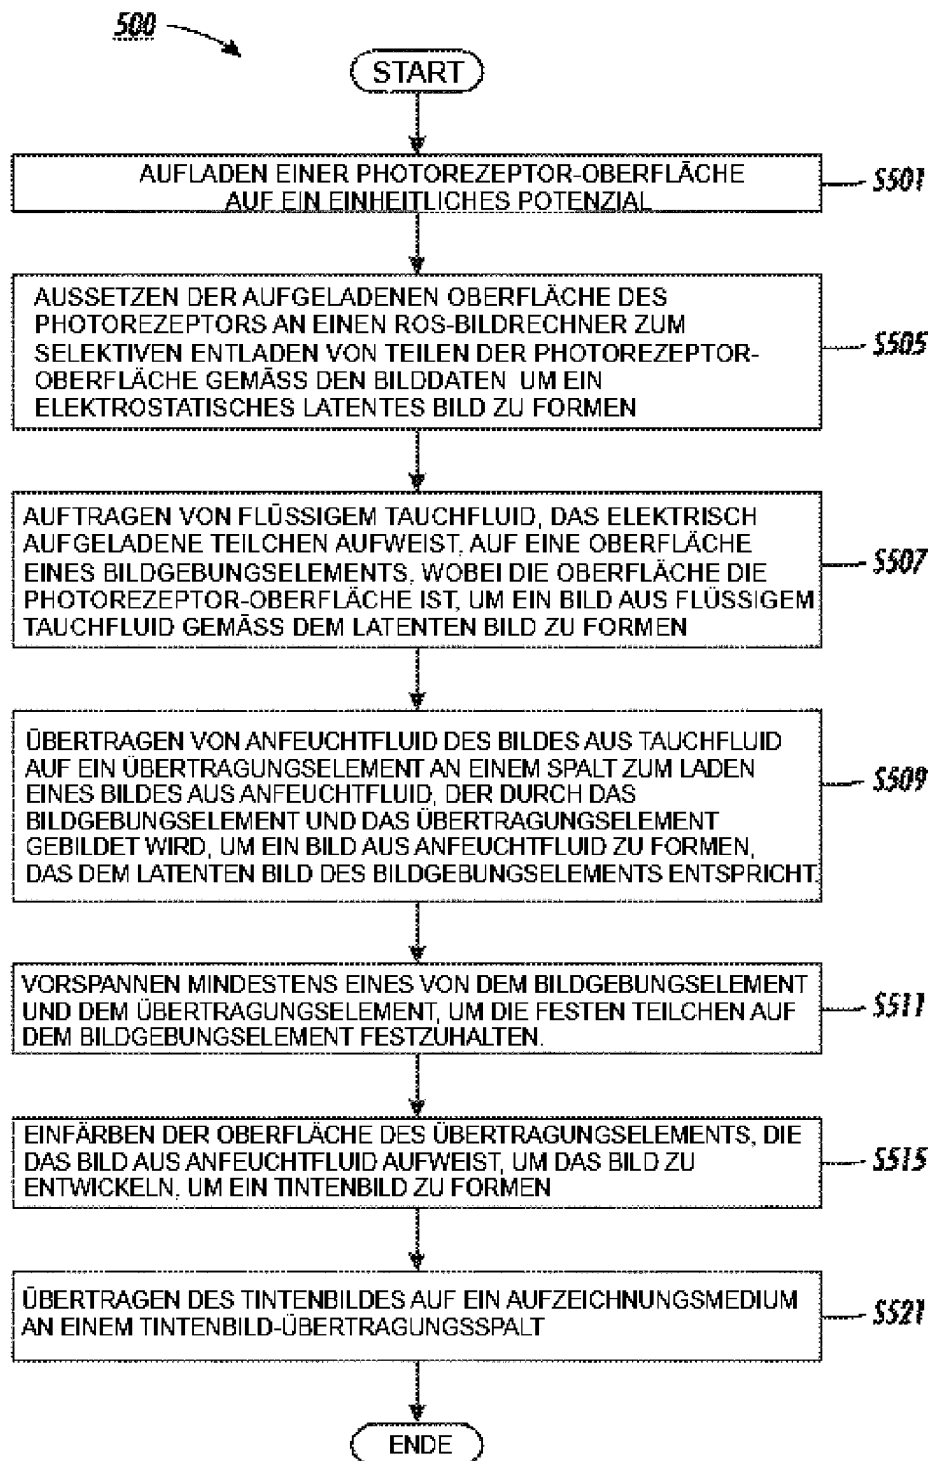 500
START
AUFLADEN EINER PHOTOREZEPTOR-OBERFLÄCHE
AUF EIN EINHEITLICHES POTENZIAL
S501
AUSSETZEN DER AUFGELADENEN OBERFLÄCHE DES
PHOTOREZEPTORS AN EINEN ROS-BILDRECHNER ZUM
SELEKTIVEN ENTLADEN VON TEILEN DER PHOTOREZEPTOR-
OBERFLÄCHE GEMÄSS DEN BILDDATEN UM EIN
ELEKTROSTATISCHES LATENTES BILD ZU FORMEN
S505
AUFTRAGEN VON FLÜSSIGEM TAUCHFLUID, DAS ELEKTRISCH
AUFGELADENE TEILCHEN AUFWEIST, AUF EINE OBERFLÄCHE
EINES BILDGEBUNGSELEMENTS, WOBEI DIE OBERFLÄCHE DIE
PHOTOREZEPTOR-OBERFLÄCHE IST, UM EIN BILD AUS FLÜSSIGEM
TAUCHFLUID GEMÄSS DEM LATENTEN BILD ZU FORMEN
S507
ÜBERTRAGEN VON ANFEUCHTFLUID DES BILDES AUS TAUCHFLUID
AUF EIN ÜBERTRAGUNGSELEMENT AN EINEM SPALT ZUM LADEN
EINES BILDES AUS ANFEUCHTFLUID, DER DURCH DAS
BILDGEBUNGSELEMENT UND DAS ÜBERTRAGUNGSELEMENT
GEBILDET WIRD, UM EIN BILD AUS ANFEUCHTFLUID ZU FORMEN,
DAS DEM LATENTEN BILD DES BILDGEBUNGSELEMENTS ENTSPRICHT.
S509
VORSPANNEN MINDESTENS EINES VON DEM BILDGEBUNGSELEMENT
UND DEM ÜBERTRAGUNGSELEMENT, UM DIE FESTEN TEILCHEN AUF
DEM BILDGEBUNGSELEMENT FESTZUHALTEN.
S511
EINFÄRBEN DER OBERFLÄCHE DES ÜBERTRAGUNGSELEMENTS, DIE
DAS BILD AUS ANFEUCHTFLUID AUFWEIST, UM DAS BILD ZU
ENTWICKELN, UM EIN TINTENBILD ZU FORMEN
S515
ÜBERTRAGEN DES TINTENBILDES AUF EIN AUFZEICHNUNGSMEDIUM
AN EINEM TINTENBILD-ÜBERTRAGUNGSSPALT
S521
ENDE